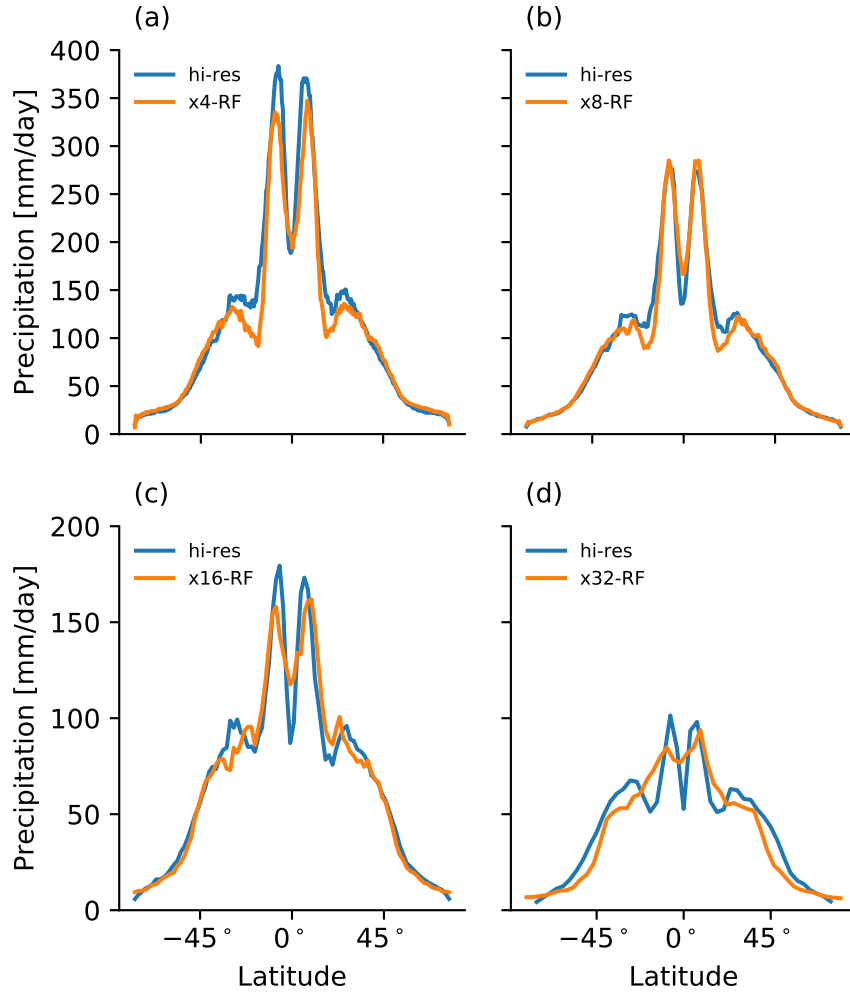 (a)
hi-res
x4-RF
400
350
300
250
200
150
100
50
0
Precipitation [mm/day]
(b)
hi-res
x8-RF
(c)
hi-res
x16-RF
200
150
100
50
0
Precipitation [mm/day]
−45° 0° 45°
Latitude
(d)
hi-res
x32-RF
−45° 0° 45°
Latitude